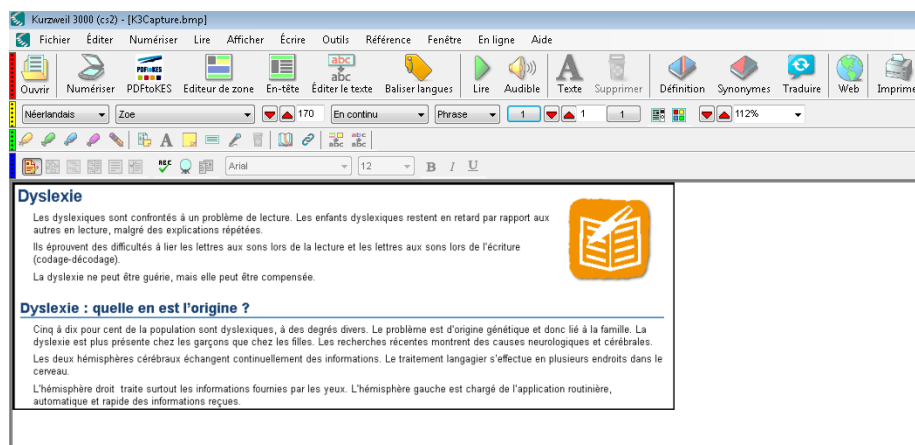 Kurzweil 3000 (cs2) - [K3Capture.bmp]
Fichier Éditer Numériser Lire Afficher Écrire Outils Référence Fenêtre En ligne Aide
PDFtoKES abc
abc A
Ouvrir Numériser PDFtoKES Editeur de zone En-tête Éditer le texte Baliser langues Lire Audible Texte Supprimer Définition Synonymes Traduire Web Imprime
Néerlandais Zoe 170 En continu Phrase 1 1 1 112%
A abc abc
abc abc
ABC Arial 12 B I U
Dyslexie
Les dyslexiques sont confrontés à un problème de lecture. Les enfants dyslexiques restent en retard par rapport aux
autres en lecture, malgré des explications répétées.
Ils éprouvent des difficultés à lier les lettres aux sons lors de la lecture et les lettres aux sons lors de l'écriture
(codage-décodage).
La dyslexie ne peut être guérie, mais elle peut être compensée.
Dyslexie : quelle en est l'origine ?
Cinq à dix pour cent de la population sont dyslexiques, à des degrés divers. Le problème est d'origine génétique et donc lié à la famille. La
dyslexie est plus présente chez les garçons que chez les filles. Les recherches récentes montrent des causes neurologiques et cérébrales.
Les deux hémisphères cérébraux échangent continuellement des informations. Le traitement langagier s'effectue en plusieurs endroits dans le
cerveau.
L'hémisphère droit traite surtout les informations fournies par les yeux. L'hémisphère gauche est chargé de l'application routinière,
automatique et rapide des informations reçues.